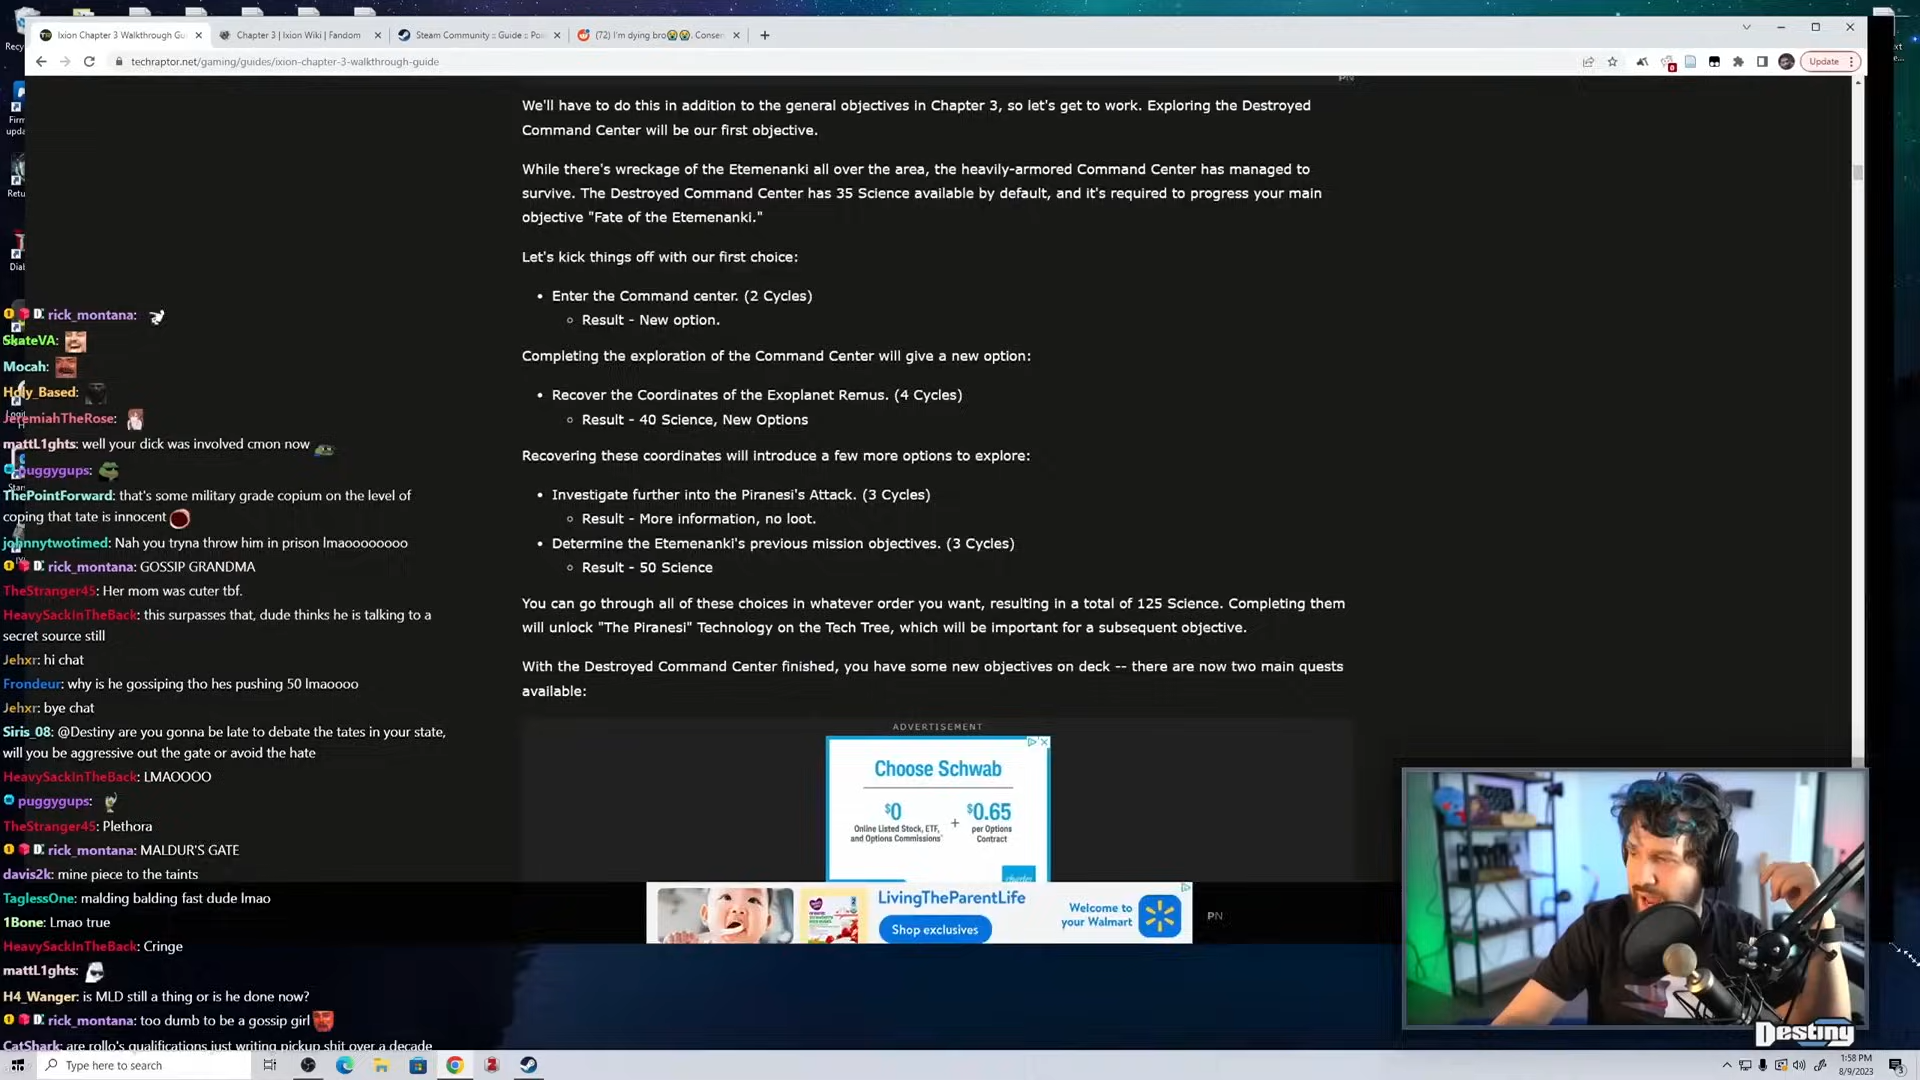 Ixion Chapter 3 Walkthrough Gu
Chapter 3 | Ixion Wiki | Fandom
Steam Community :: Guide :: Poi
(72) I'm dying bro😭😭. Conser
techraptor.net/gaming/guides/ixion-chapter-3-walkthrough-guide
Update
We'll have to do this in addition to the general objectives in Chapter 3, so let's get to work. Exploring the Destroyed
Command Center will be our first objective.
While there's wreckage of the Etemenanki all over the area, the heavily-armored Command Center has managed to
survive. The Destroyed Command Center has 35 Science available by default, and it's required to progress your main
objective "Fate of the Etemenanki."
Let's kick things off with our first choice:
• Enter the Command center. (2 Cycles)
Result - New option.
Completing the exploration of the Command Center will give a new option:
• Recover the Coordinates of the Exoplanet Remus. (4 Cycles)
Result - 40 Science, New Options
Recovering these coordinates will introduce a few more options to explore:
• Investigate further into the Piranesi's Attack. (3 Cycles)
Result - More information, no loot.
• Determine the Etemenanki's previous mission objectives. (3 Cycles)
Result - 50 Science
You can go through all of these choices in whatever order you want, resulting in a total of 125 Science. Completing them
will unlock "The Piranesi" Technology on the Tech Tree, which will be important for a subsequent objective.
With the Destroyed Command Center finished, you have some new objectives on deck -- there are now two main quests
available:
ADVERTISEMENT
Choose Schwab
$0 + $0.65
Online Listed Stock, ETF, per Options
and Options Commissions Contract
LivingTheParentLife
Shop exclusives
Welcome to
your Walmart
PN
rick_montana:
SkateVA:
Mocah:
Holy_Based:
JeremiahTheRose:
mattL1ghts: well your dick was involved cmon now
puggygups:
ThePointForward: that's some military grade copium on the level of
coping that tate is innocent
johnnytwotimed: Nah you tryna throw him in prison lmaoooooooo
rick_montana: GOSSIP GRANDMA
TheStranger45: Her mom was cuter tbf.
HeavySackInTheBack: this surpasses that, dude thinks he is talking to a
secret source still
Jehxr: hi chat
Frondeur: why is he gossiping tho hes pushing 50 lmaoooo
Jehxr: bye chat
Siris_08: @Destiny are you gonna be late to debate the tates in your state,
will you be aggressive out the gate or avoid the hate
HeavySackInTheBack: LMAOOOO
puggygups:
TheStranger45: Plethora
rick_montana: MALDUR'S GATE
davis2k: mine piece to the taints
TaglessOne: malding balding fast dude lmao
1Bone: Lmao true
HeavySackInTheBack: Cringe
mattL1ghts:
H4_Wanger: is MLD still a thing or is he done now?
rick_montana: too dumb to be a gossip girl
CatShark: are rollo's qualifications just writing pickup shit over a decade
Destiny
Type here to search
1:58 PM
8/9/2023